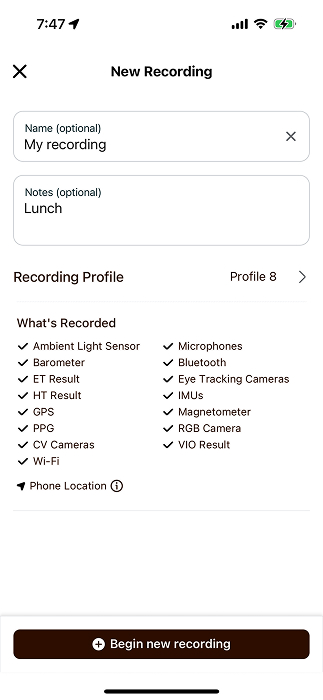 7:47
New Recording
Name (optional)
My recording
Notes (optional)
Lunch
Recording Profile
Profile 8
What's Recorded
Ambient Light Sensor
Barometer
ET Result
HT Result
GPS
PPG
CV Cameras
Wi-Fi
Microphones
Bluetooth
Eye Tracking Cameras
IMUs
Magnetometer
RGB Camera
VIO Result
Phone Location
Begin new recording